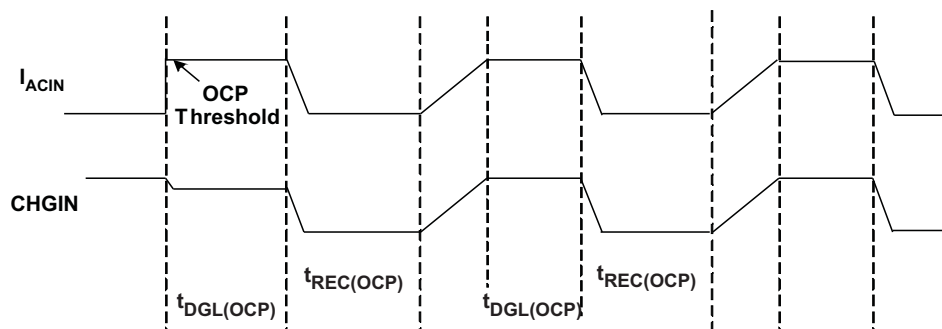 I_ACIN
OCP
Threshold
CHGIN
t_DGL(OCP)
t_REC(OCP)
t_DGL(OCP)
t_REC(OCP)